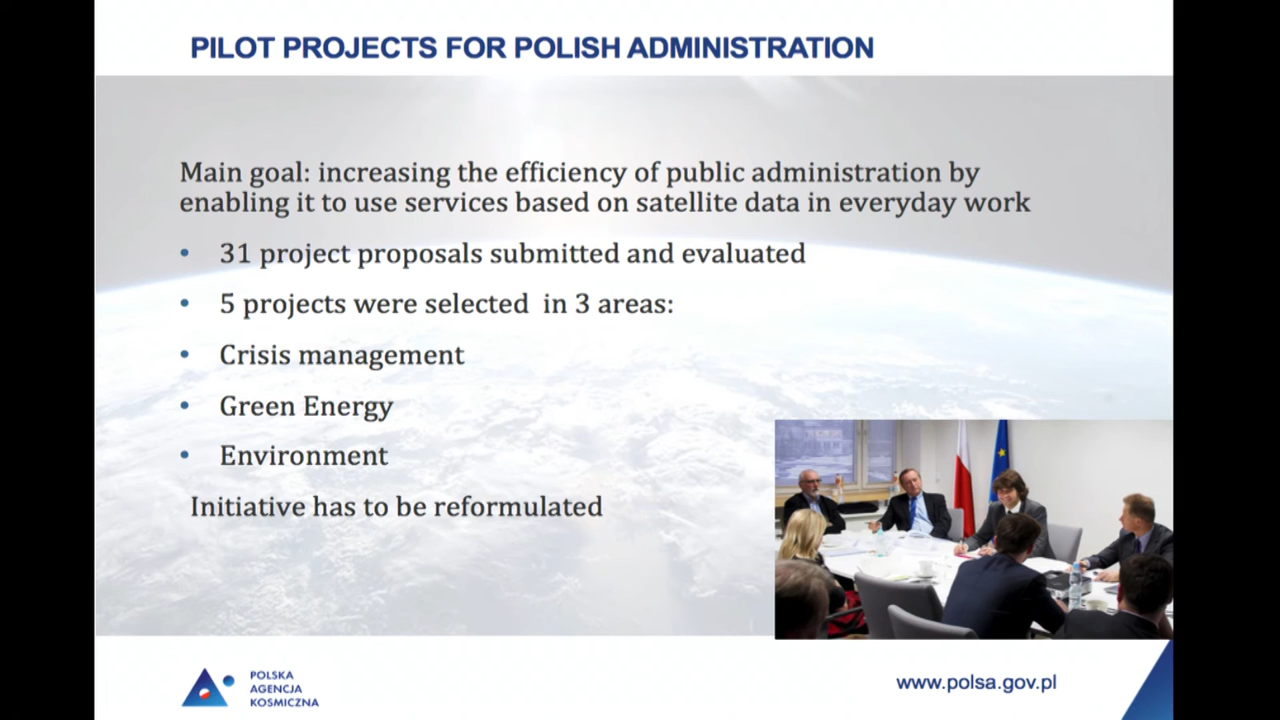 PILOT PROJECTS FOR POLISH ADMINISTRATION
Main goal: increasing the efficiency of public administration by
enabling it to use services based on satellite data in everyday work
• 31 project proposals submitted and evaluated
• 5 projects were selected in 3 areas:
• Crisis management
• Green Energy
• Environment
Initiative has to be reformulated
POLSKA
AGENCJA
KOSMICZNA
www.polsa.gov.pl